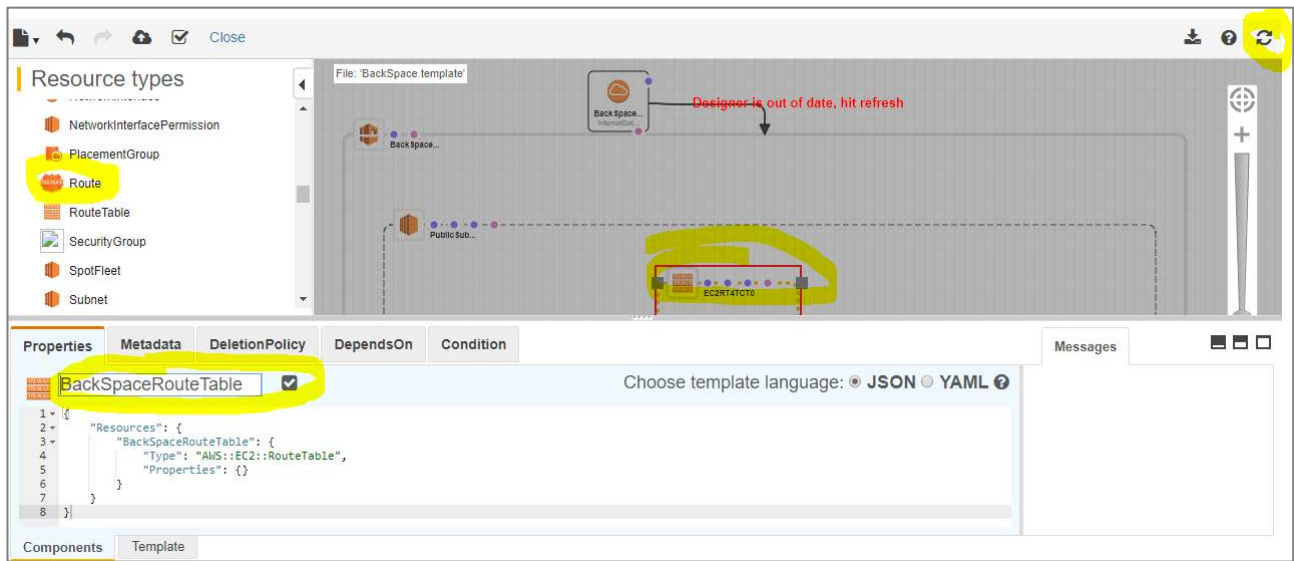 Close
Resource types
NetworkInterfacePermission
PlacementGroup
Route
RouteTable
SecurityGroup
SpotFleet
Subnet
File: 'BackSpace.template'
BackSpace...
Designer is out of date, hit refresh
BackSpace...
PublicSub...
EC2RT4TCT0
Properties
Metadata
DeletionPolicy
DependsOn
Condition
Messages
BackSpaceRouteTable
Choose template language: JSON YAML
1 {
2 "Resources": {
3 "BackSpaceRouteTable": {
4 "Type": "AWS::EC2::RouteTable",
5 "Properties": {}
6 }
7 }
8 }
Components
Template